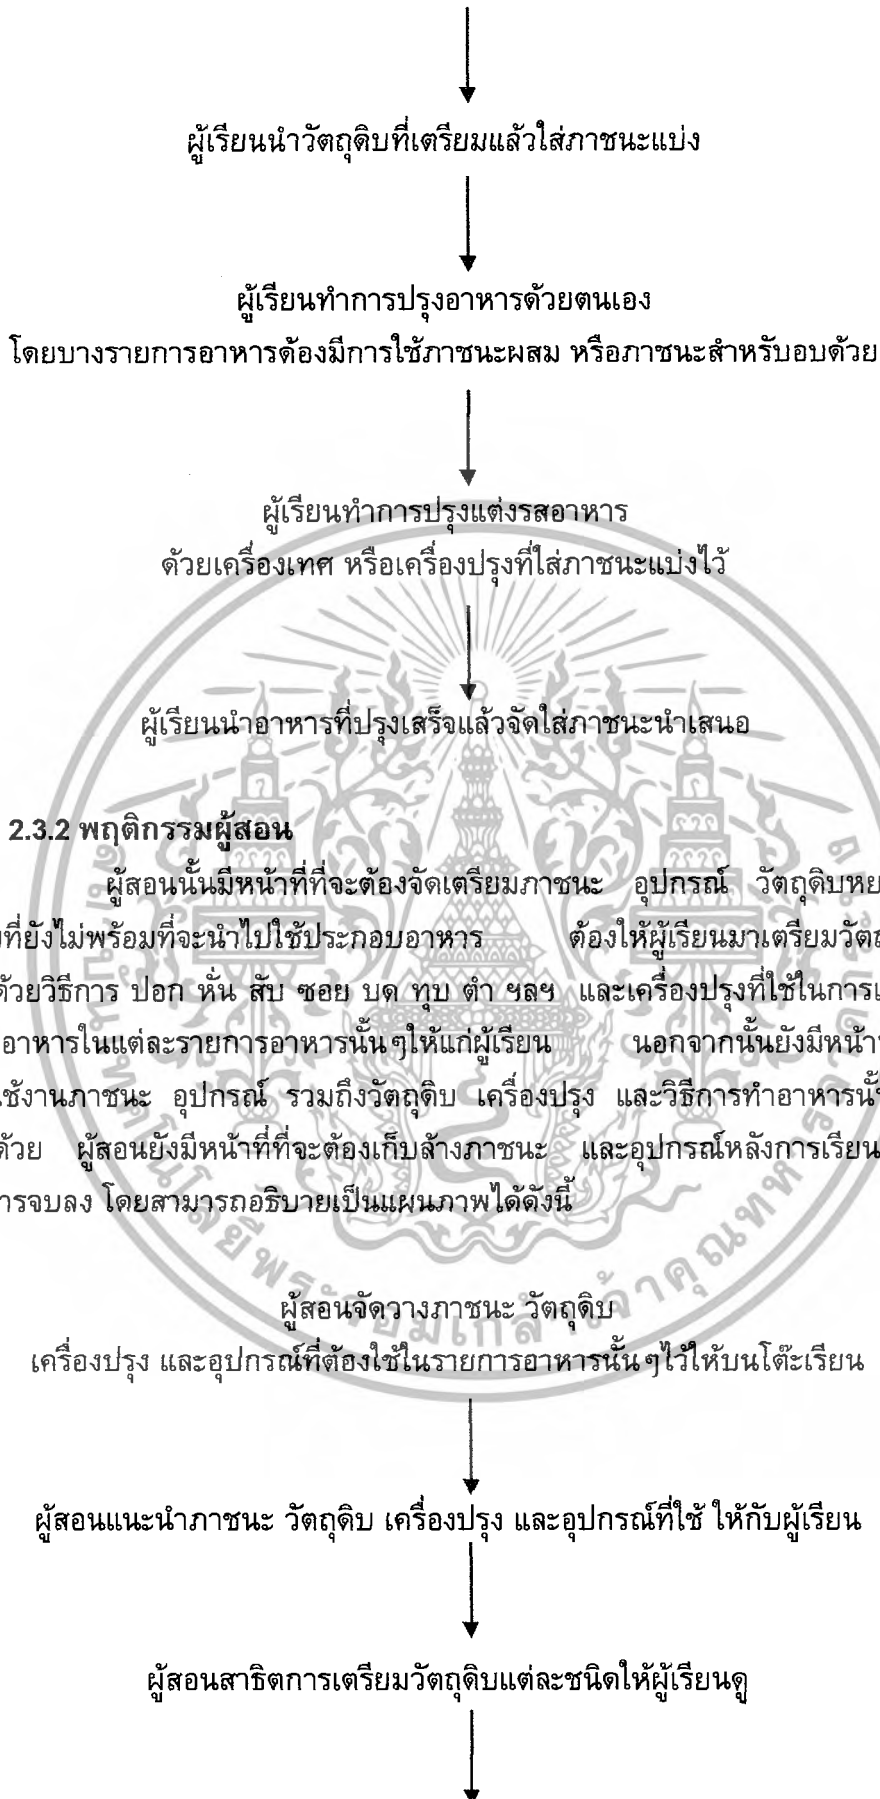 ผู้เรียนนำวัตถุดิบที่เตรียมแล้วใส่ภาชนะแบ่ง
ผู้เรียนทำการปรุงอาหารด้วยตนเอง
โดยบางรายการอาหารต้องมีการใช้ภาชนะผสม หรือภาชนะสำหรับอบด้วย
ผู้เรียนทำการปรุงแต่งรสอาหาร
ด้วยเครื่องเทศ หรือเครื่องปรุงที่ใส่ภาชนะแบ่งไว้
ผู้เรียนนำอาหารที่ปรุงเสร็จแล้วจัดใส่ภาชนะนำเสนอ
2.3.2 พฤติกรรมผู้สอน
ผู้สอนนั้นมีหน้าที่ที่จะต้องจัดเตรียมภาชนะ อุปกรณ์ วัตถุดิบหย
ที่ยังไม่พร้อมที่จะนำไปใช้ประกอบอาหาร ต้องให้ผู้เรียนมาเตรียมวัต
ด้วยวิธีการ ปอก หั่น สับ ซอย บด ทุบ ตำ ฯลฯ และเครื่องปรุงที่ใช้ในการ
อาหารในแต่ละรายการอาหารนั้นๆให้แก่ผู้เรียน นอกจากนั้นยังมีหน้า
ช้งานภาชนะ อุปกรณ์ รวมถึงวัตถุดิบ เครื่องปรุง และวิธีการทำอาหารนั้
ด้วย ผู้สอนยังมีหน้าที่ที่จะต้องเก็บล้างภาชนะ และอุปกรณ์หลังการเรียน
การจบลง โดยสามารถอธิบายเป็นแผนภาพได้ดังนี้
ผู้สอนจัดวางภาชนะ วัตถุดิบ
เครื่องปรุง และอุปกรณ์ที่ต้องใช้ในรายการอาหารนั้นๆไว้ให้บนโต๊ะเรียน
ผู้สอนแนะนำภาชนะ วัตถุดิบ เครื่องปรุง และอุปกรณ์ที่ใช้ ให้กับผู้เรียน
ผู้สอนสาธิตการเตรียมวัตถุดิบแต่ละชนิดให้ผู้เรียนดู